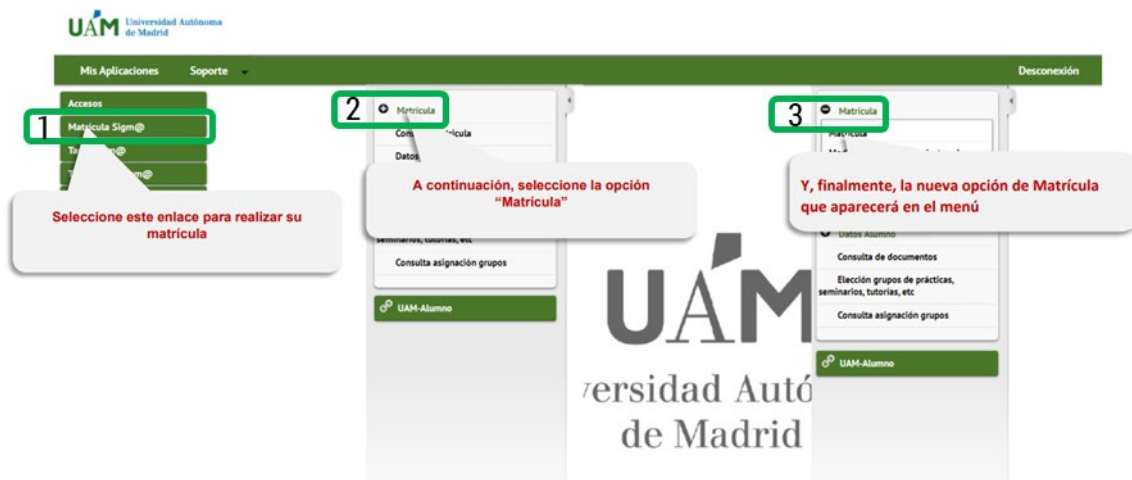 UAM Universidad Autónoma
de Madrid
Mis Aplicaciones Soporte Desconexión
Accesos
1
Matrícula Sigm@
Seleccione este enlace para realizar su
matrícula
2
Matrícula
Datos
A continuación, seleccione la opción
“Matrícula”
seminarios, tutorías, etc
Consulta asignación grupos
UAM-Alumno
UAM
Autó
de Madrid
3
Matrícula
Matrícula
Y, finalmente, la nueva opción de Matrícula
que aparecerá en el menú
Datos Alumno
Consulta de documentos
Elección grupos de prácticas,
seminarios, tutorías, etc
Consulta asignación grupos
UAM-Alumno